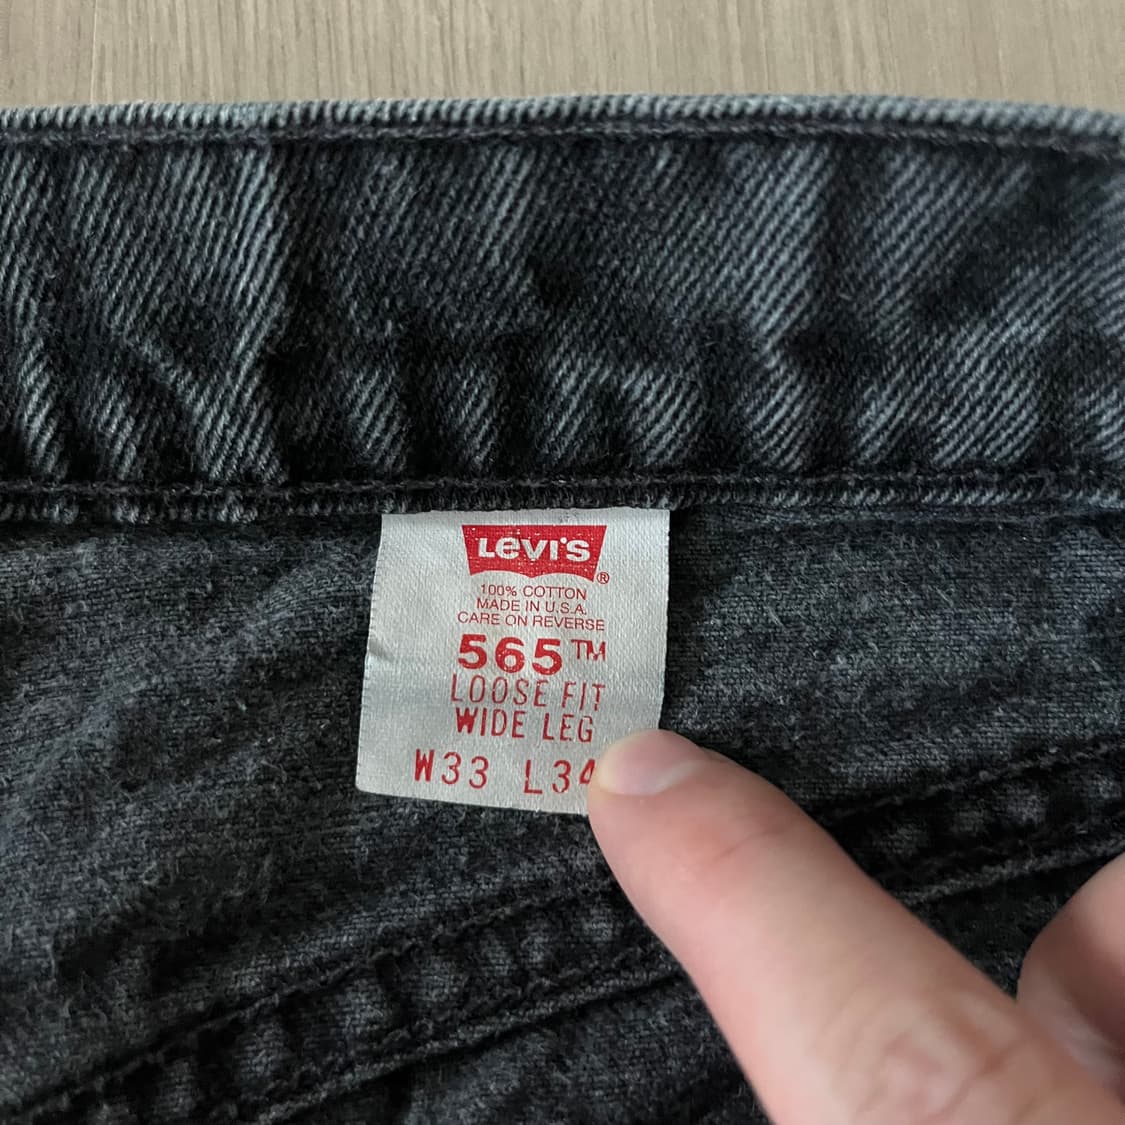 LEVI'S ®
100% COTTON
MADE IN U.S.A.
CARE ON REVERSE
565™
LOOSE FIT
WIDE LEG
W33 L34